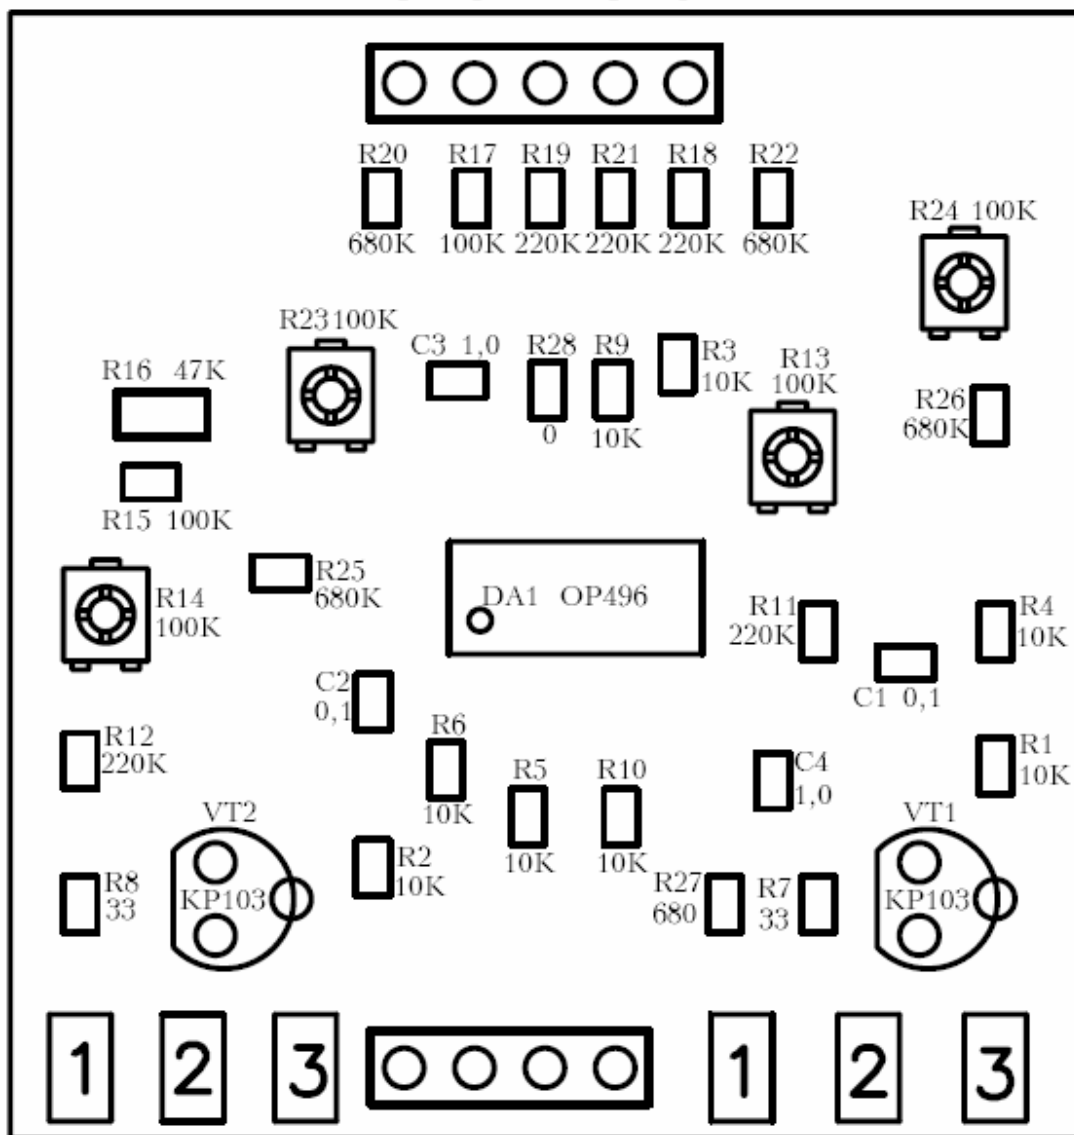 R20 R17 R19 R21 R18 R22
680K 100K 220K 220K 220K 680K
R24 100K
R23 100K
C3 1,0
R28
0
R9
10K
R3
10K
R13
100K
R16 47K
R26
680K
R15 100K
R25
680K
DA1 OP496
R14
100K
R11
220K
R4
10K
C1 0,1
C2
0,1
R12
220K
R6
10K
R5
10K
R10
10K
C4
1,0
R1
10K
VT2
KP103
VT1
KP103
R8
33
R2
10K
R27
680
R7
33
1 2 3 1 2 3